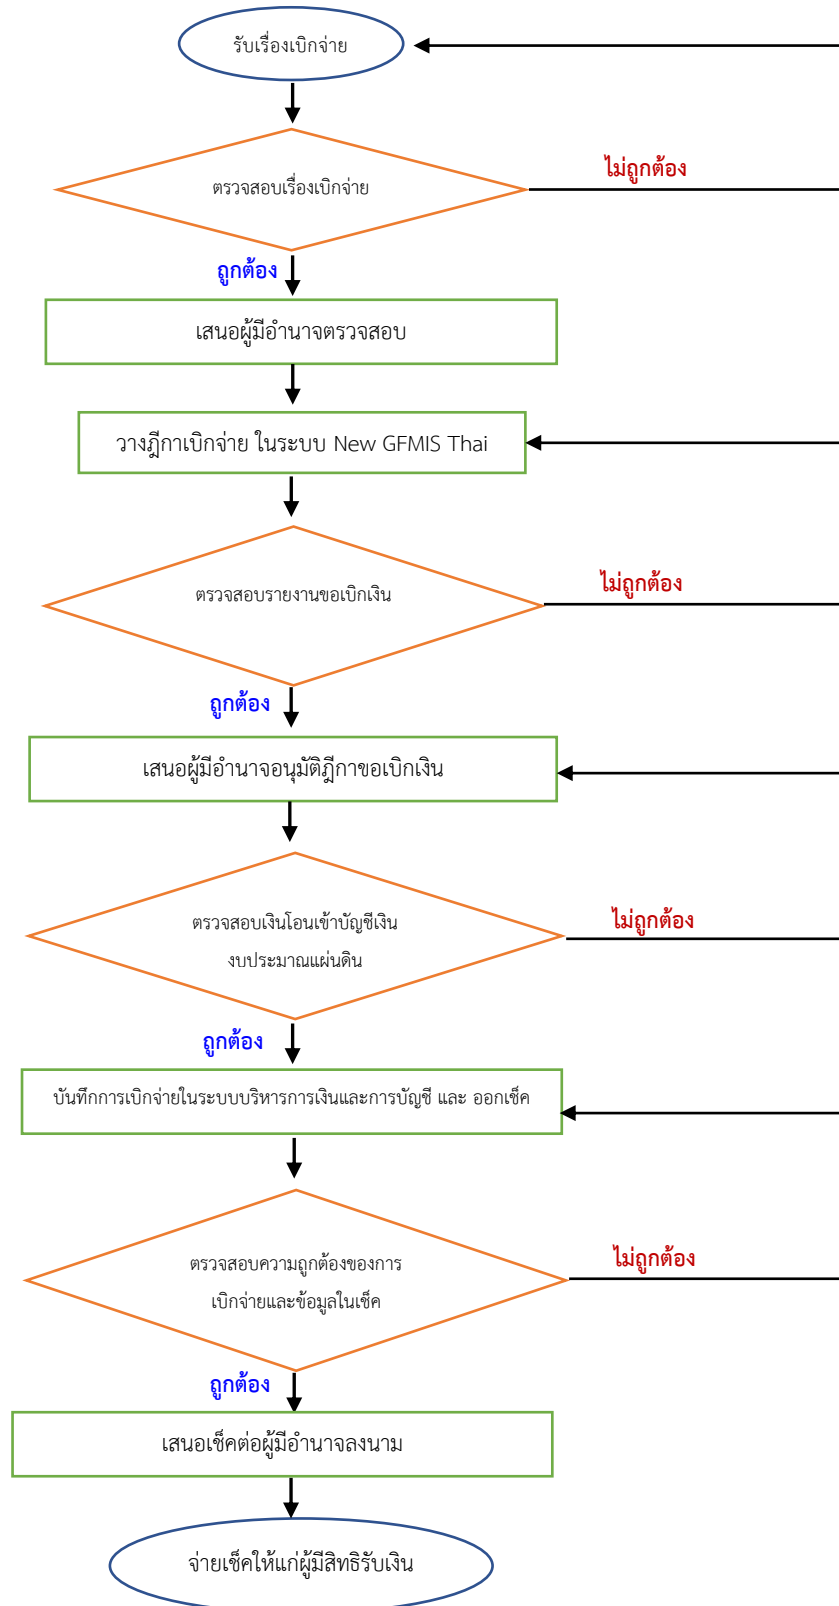 รับเรื่องเบิกจ่าย
ตรวจสอบเรื่องเบิกจ่าย
ไม่ถูกต้อง
ถูกต้อง
เสนอผู้มีอำนาจตรวจสอบ
วางฎีกาเบิกจ่าย ในระบบ New GFMIS Thai
ตรวจสอบรายงานขอเบิกเงิน
ไม่ถูกต้อง
ถูกต้อง
เสนอผู้มีอำนาจอนุมัติฎีกาขอเบิกเงิน
ตรวจสอบเงินโอนเข้าบัญชีเงิน
งบประมาณแผ่นดิน
ไม่ถูกต้อง
ถูกต้อง
บันทึกการเบิกจ่ายในระบบบริหารการเงินและการบัญชี และ ออกเช็ค
ตรวจสอบความถูกต้องของการ
เบิกจ่ายและข้อมูลในเช็ค
ไม่ถูกต้อง
ถูกต้อง
เสนอเช็คต่อผู้มีอำนาจลงนาม
จ่ายเช็คให้แก่ผู้มีสิทธิรับเงิน